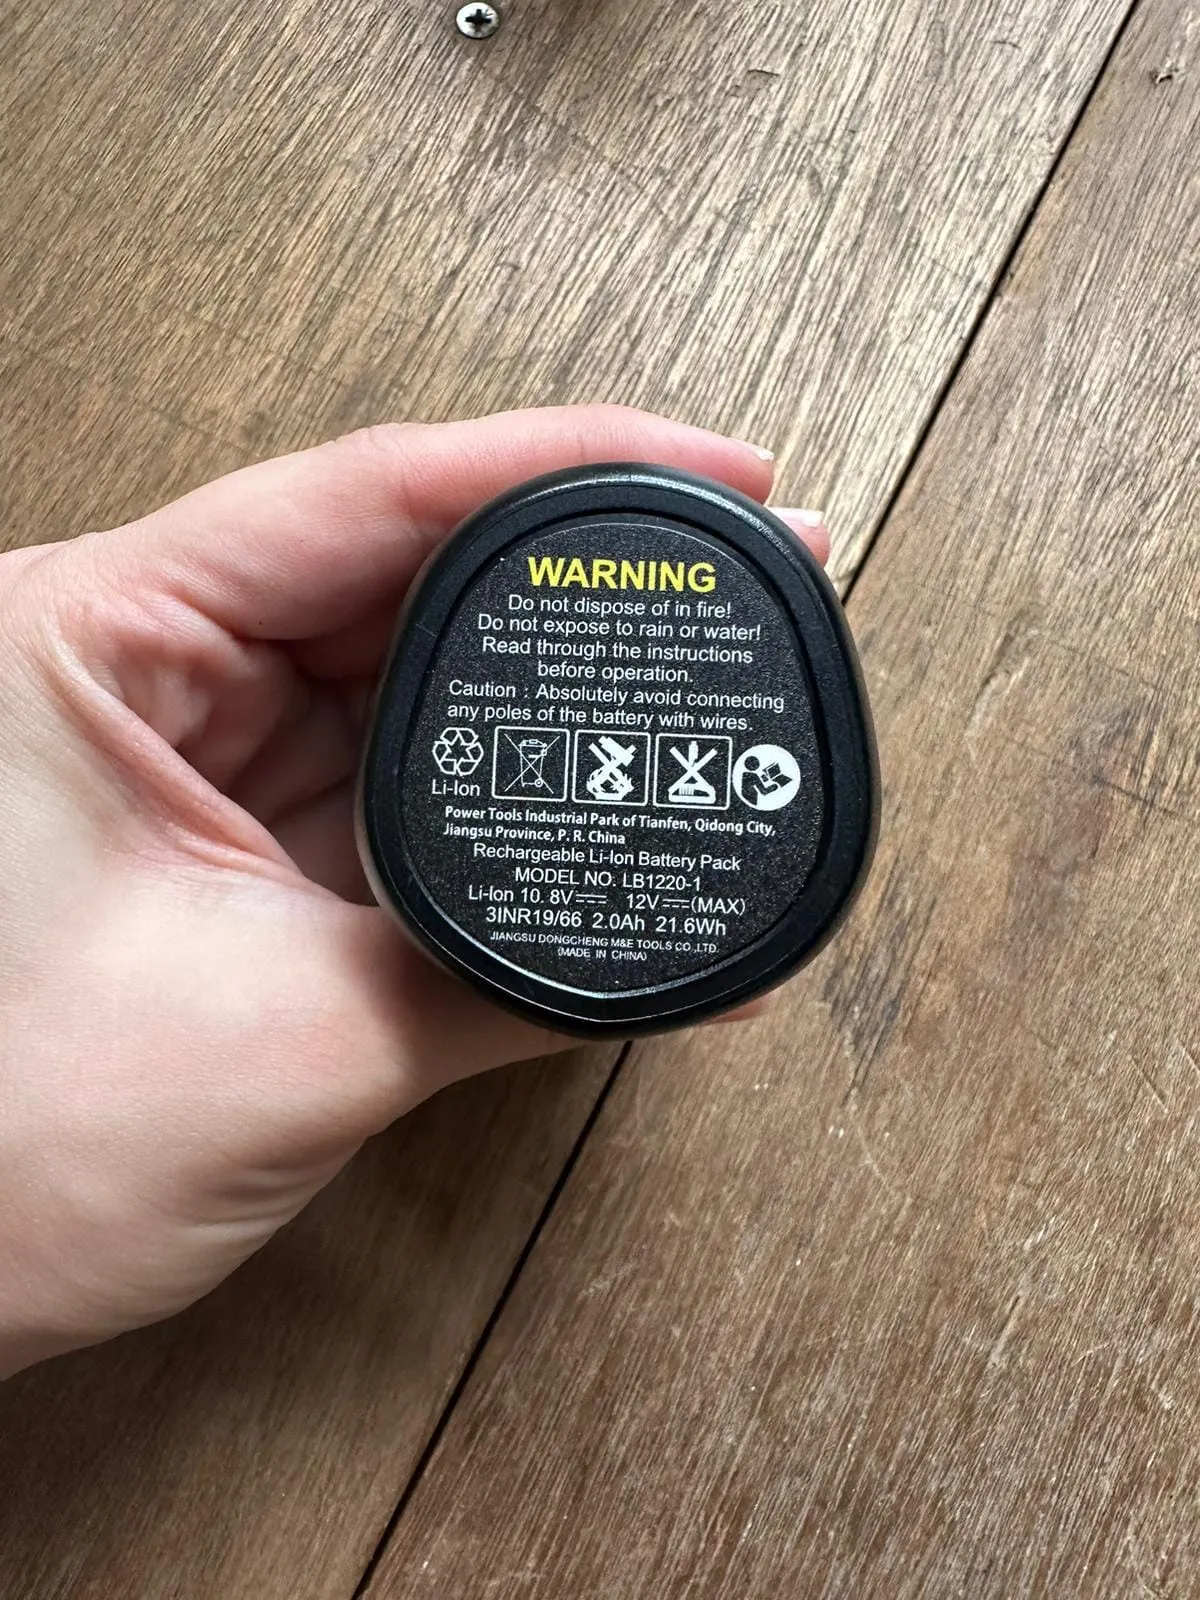 WARNING
Do not dispose of in fire!
Do not expose to rain or water!
Read through the instructions
before operation.
Caution : Absolutely avoid connecting
any poles of the battery with wires.
Li-Ion
Power Tools Industrial Park of Tianfen, Qidong City,
Jiangsu Province, P. R. China
Rechargeable Li-Ion Battery Pack
MODEL NO. LB1220-1
Li-Ion 10. 8V⎓ 12V⎓(MAX)
3INR19/66 2.0Ah 21.6Wh
JIANGSU DONGCHENG M&E TOOLS CO.,LTD.
(MADE IN CHINA)